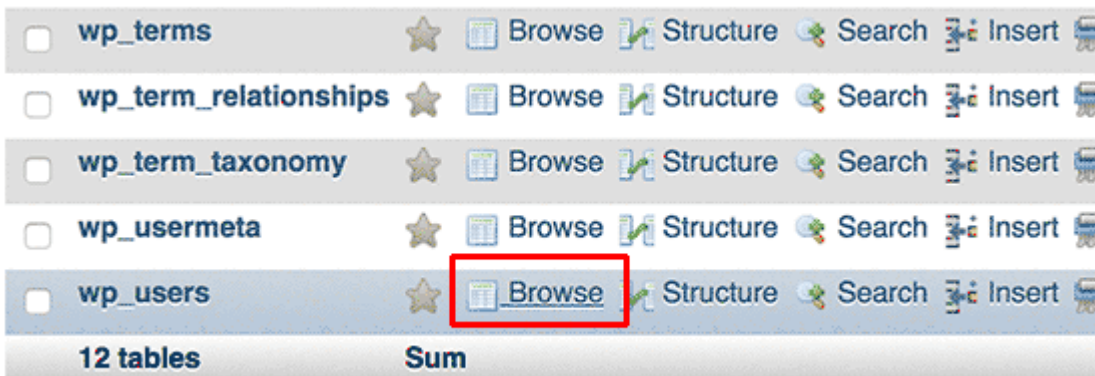 wp_terms Browse Structure Search Insert
wp_term_relationships Browse Structure Search Insert
wp_term_taxonomy Browse Structure Search Insert
wp_usermeta Browse Structure Search Insert
wp_users Browse Structure Search Insert
12 tables Sum